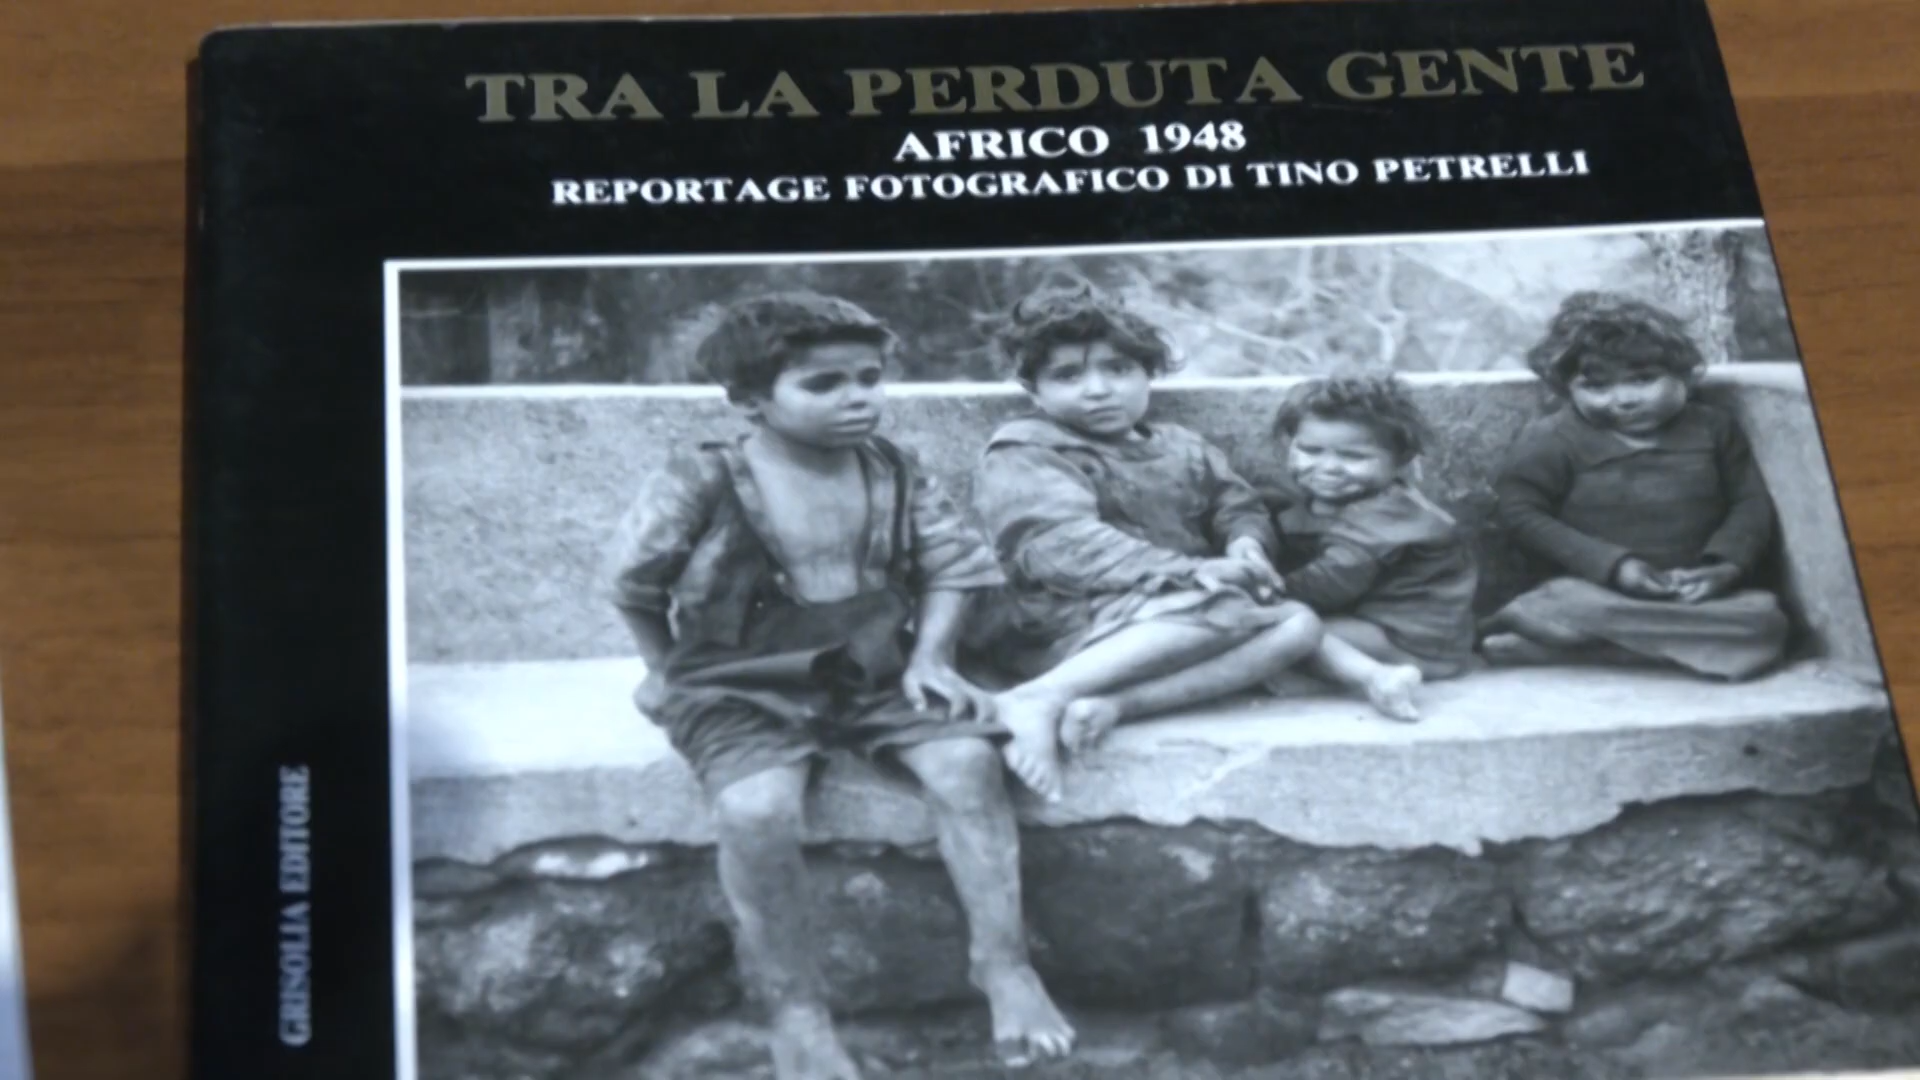 TRA LA PERDUTA GENTE
AFRICO 1948
REPORTAGE FOTOGRAFICO DI TINO PETRELLI
GRISOLIA EDITORE